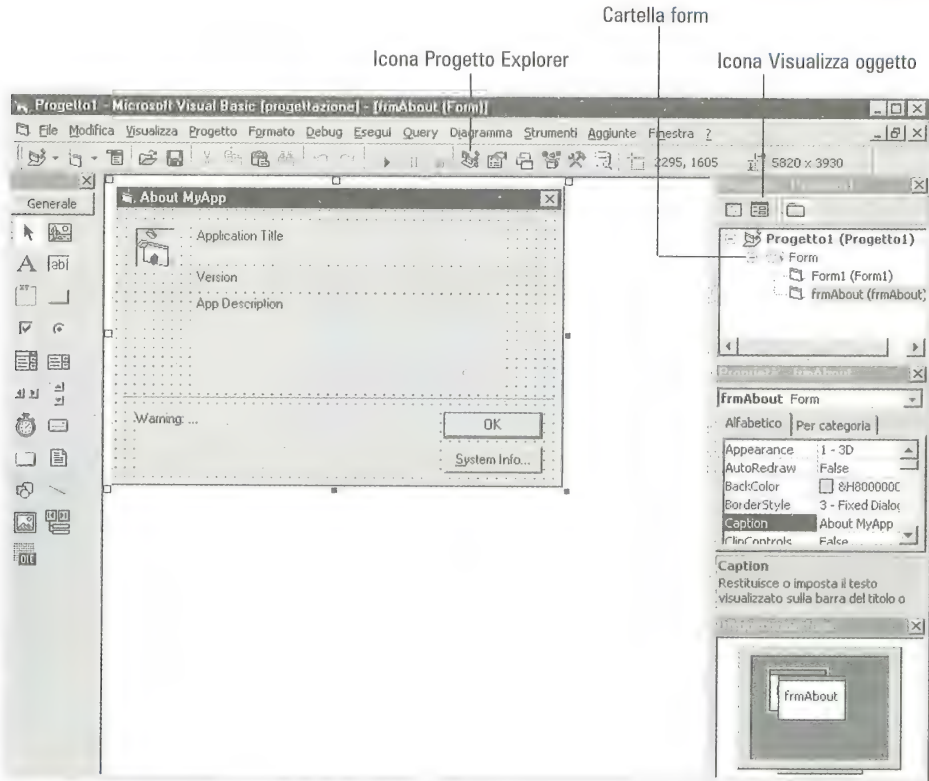 Cartella form
Icona Progetto Explorer
Icona Visualizza oggetto
Progetto1 - Microsoft Visual Basic [progettazione] - [frmAbout (Form)]
File Modifica Visualizza Progetto Formato Debug Esegui Query Diagramma Strumenti Aggiunte Finestra ?
2295, 1605
5820 x 3930
Generale
About MyApp
Application Title
Version
App Description
Warning: ...
OK
System Info...
Progetto1 (Progetto1)
Form
Form1 (Form1)
frmAbout (frmAbout)
frmAbout Form
Alfabetico
Per categoria
Appearance 1 - 3D
AutoRedraw False
BackColor &H8000000
BorderStyle 3 - Fixed Dialog
Caption About MyApp
ClipControls False
Caption
Restituisce o imposta il testo
visualizzato sulla barra del titolo o
frmAbout